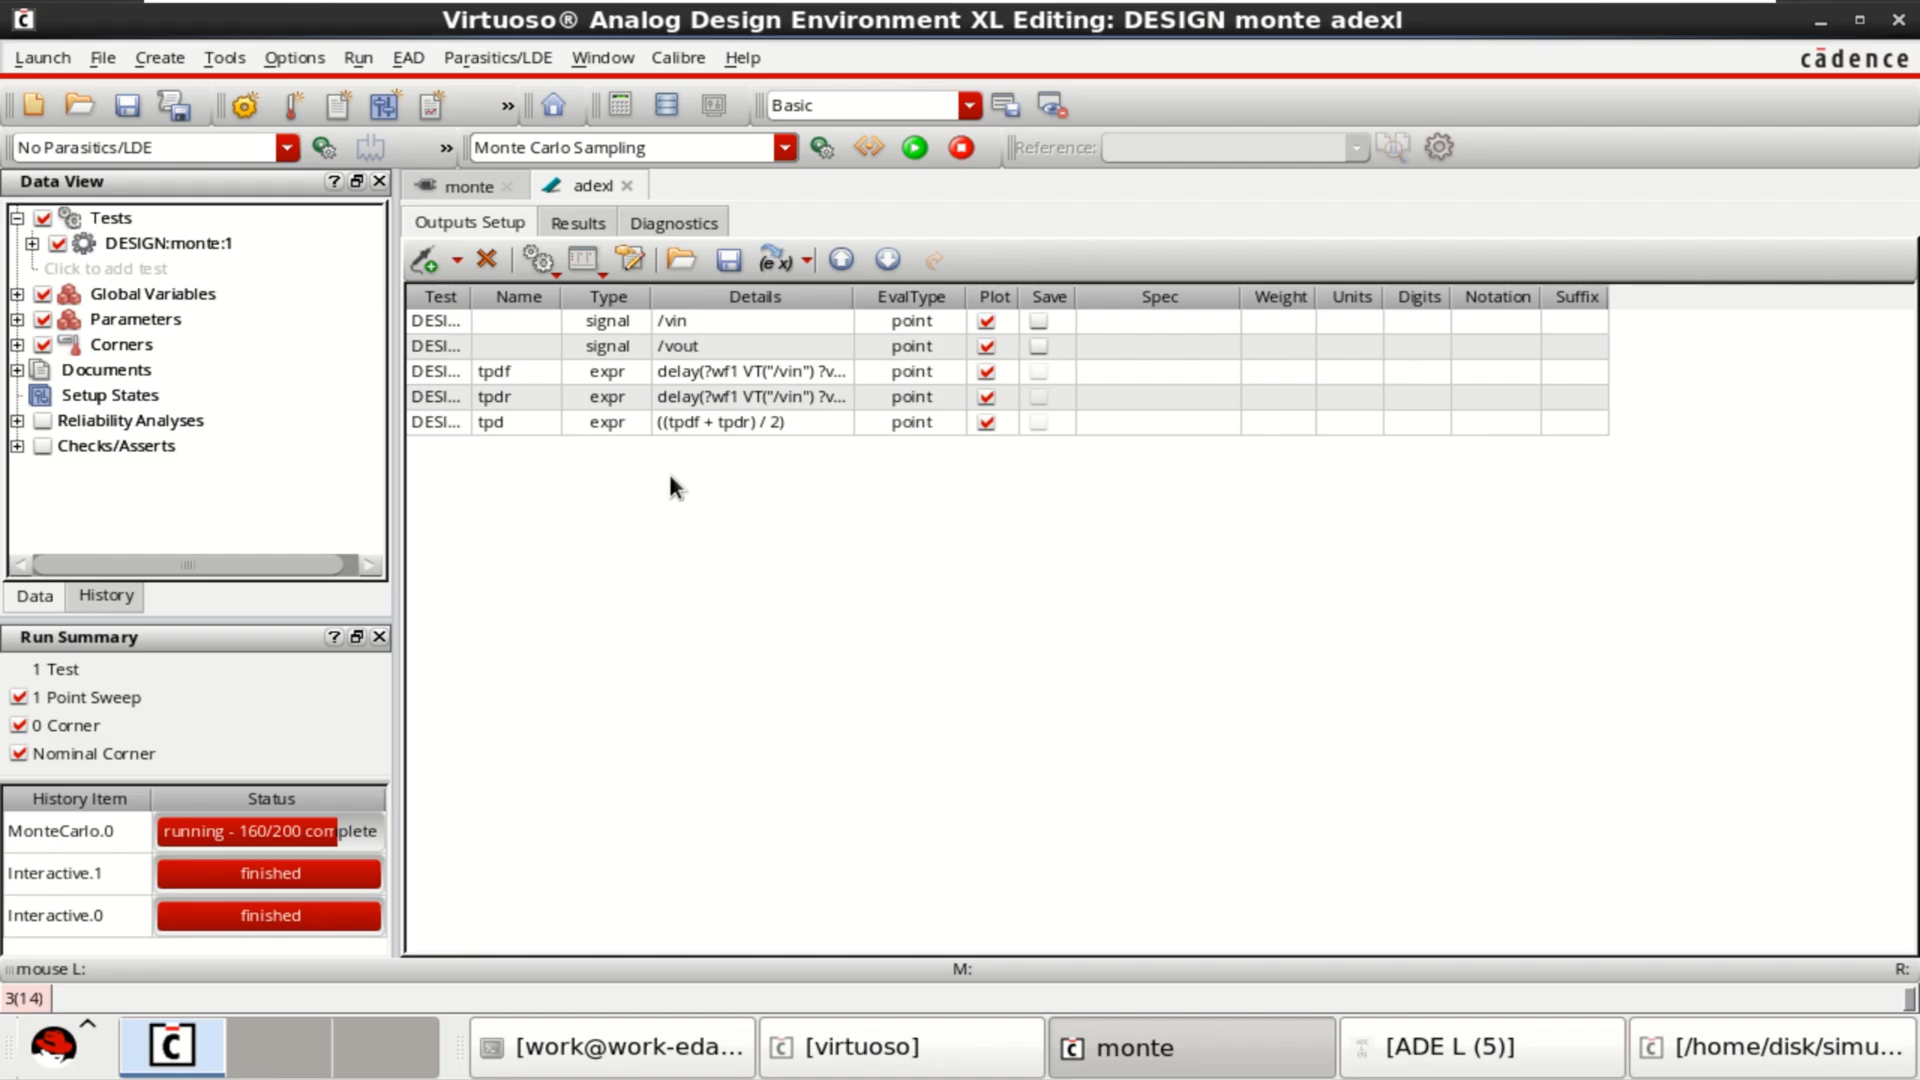 Virtuoso® Analog Design Environment XL Editing: DESIGN monte adexl
Launch File Create Tools Options Run EAD Parasitics/LDE Window Calibre Help
cādence
» Basic
No Parasitics/LDE » Monte Carlo Sampling Reference:
Data View
Tests
DESIGN:monte:1
Click to add test
Global Variables
Parameters
Corners
Documents
Setup States
Reliability Analyses
Checks/Asserts
Data History
Run Summary
1 Test
1 Point Sweep
0 Corner
Nominal Corner
History Item Status
MonteCarlo.0 running - 160/200 complete
Interactive.1 finished
Interactive.0 finished
monte adexl
Outputs Setup Results Diagnostics
Test Name Type Details EvalType Plot Save Spec Weight Units Digits Notation Suffix
DESI... signal /vin point
DESI... signal /vout point
DESI... tpdf expr delay(?wf1 VT("/vin") ?v... point
DESI... tpdr expr delay(?wf1 VT("/vin") ?v... point
DESI... tpd expr ((tpdf + tpdr) / 2) point
mouse L: M: R:
3(14)
[work@work-eda... [virtuoso] monte [ADE L (5)] [/home/disk/simu...